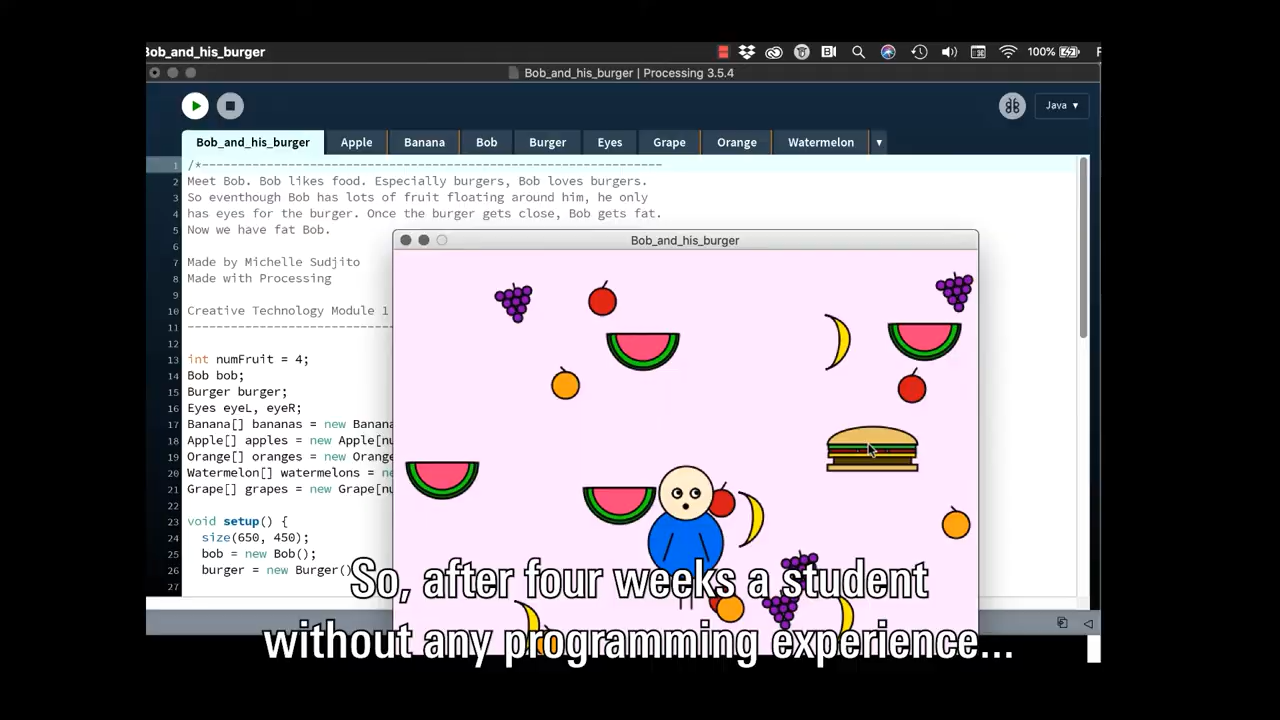 Bob_and_his_burger
100%
Bob_and_his_burger | Processing 3.5.4
Java ▾
Bob_and_his_burger Apple Banana Bob Burger Eyes Grape Orange Watermelon ▾
1 /*-----------------------------------------------------------------
2 Meet Bob. Bob likes food. Especially burgers, Bob loves burgers.
3 So eventhough Bob has lots of fruit floating around him, he only
4 has eyes for the burger. Once the burger gets close, Bob gets fat.
5 Now we have fat Bob.
6
7 Made by Michelle Sudjito
8 Made with Processing
9
10 Creative Technology Module 1
11 -----------------------------
12
13 int numFruit = 4;
14 Bob bob;
15 Burger burger;
16 Eyes eyeL, eyeR;
17 Banana[] bananas = new Banana
18 Apple[] apples = new Apple[nu
19 Orange[] oranges = new Orange
20 Watermelon[] watermelons = ne
21 Grape[] grapes = new Grape[nu
22
23 void setup() {
24 size(650, 450);
25 bob = new Bob();
26 burger = new Burger()
27
Bob_and_his_burger
So, after four weeks a student
without any programming experience...